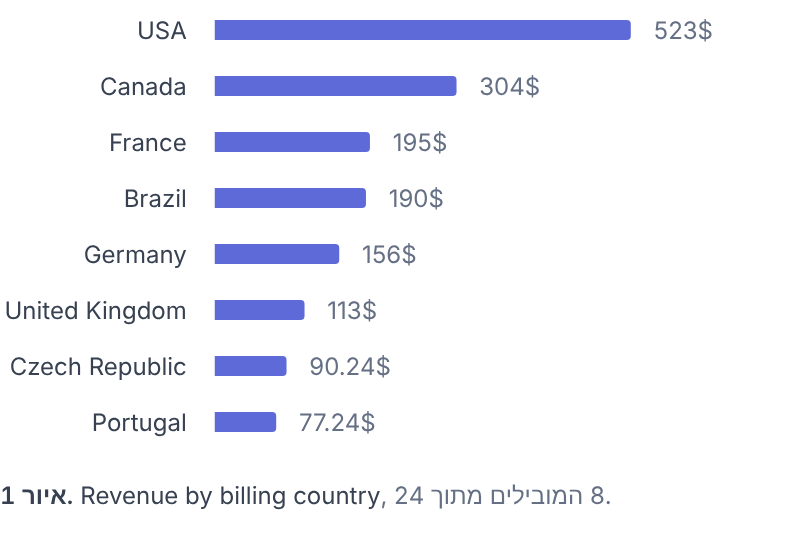 USA 523$
Canada 304$
France 195$
Brazil 190$
Germany 156$
United Kingdom 113$
Czech Republic 90.24$
Portugal 77.24$
איור 1. Revenue by billing country, 8 המובילים מתוך 24.